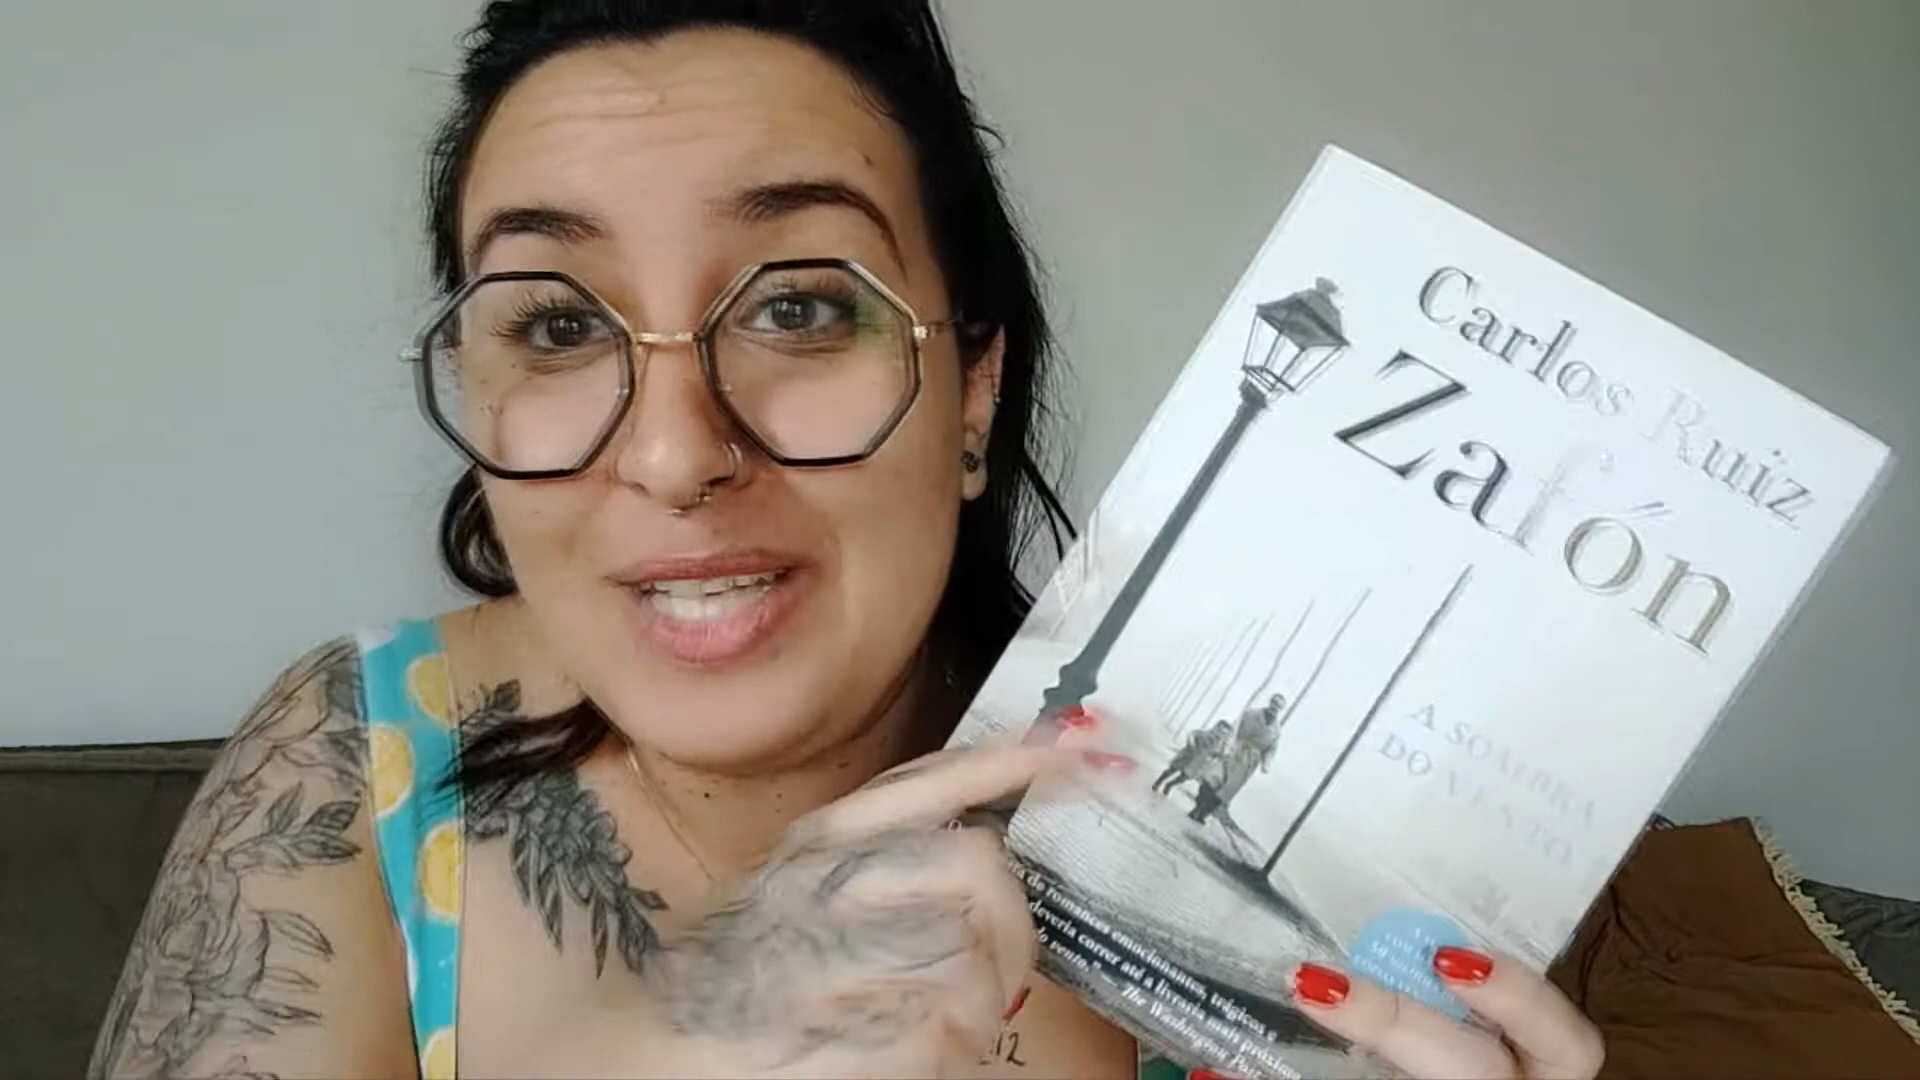 Carlos Ruiz
Zafón
A SOMBRA
DO VENTO
de romances emocionantes, trágicos e
deveria correr até a livraria mais próxima
do vento." — The Washington Post
12